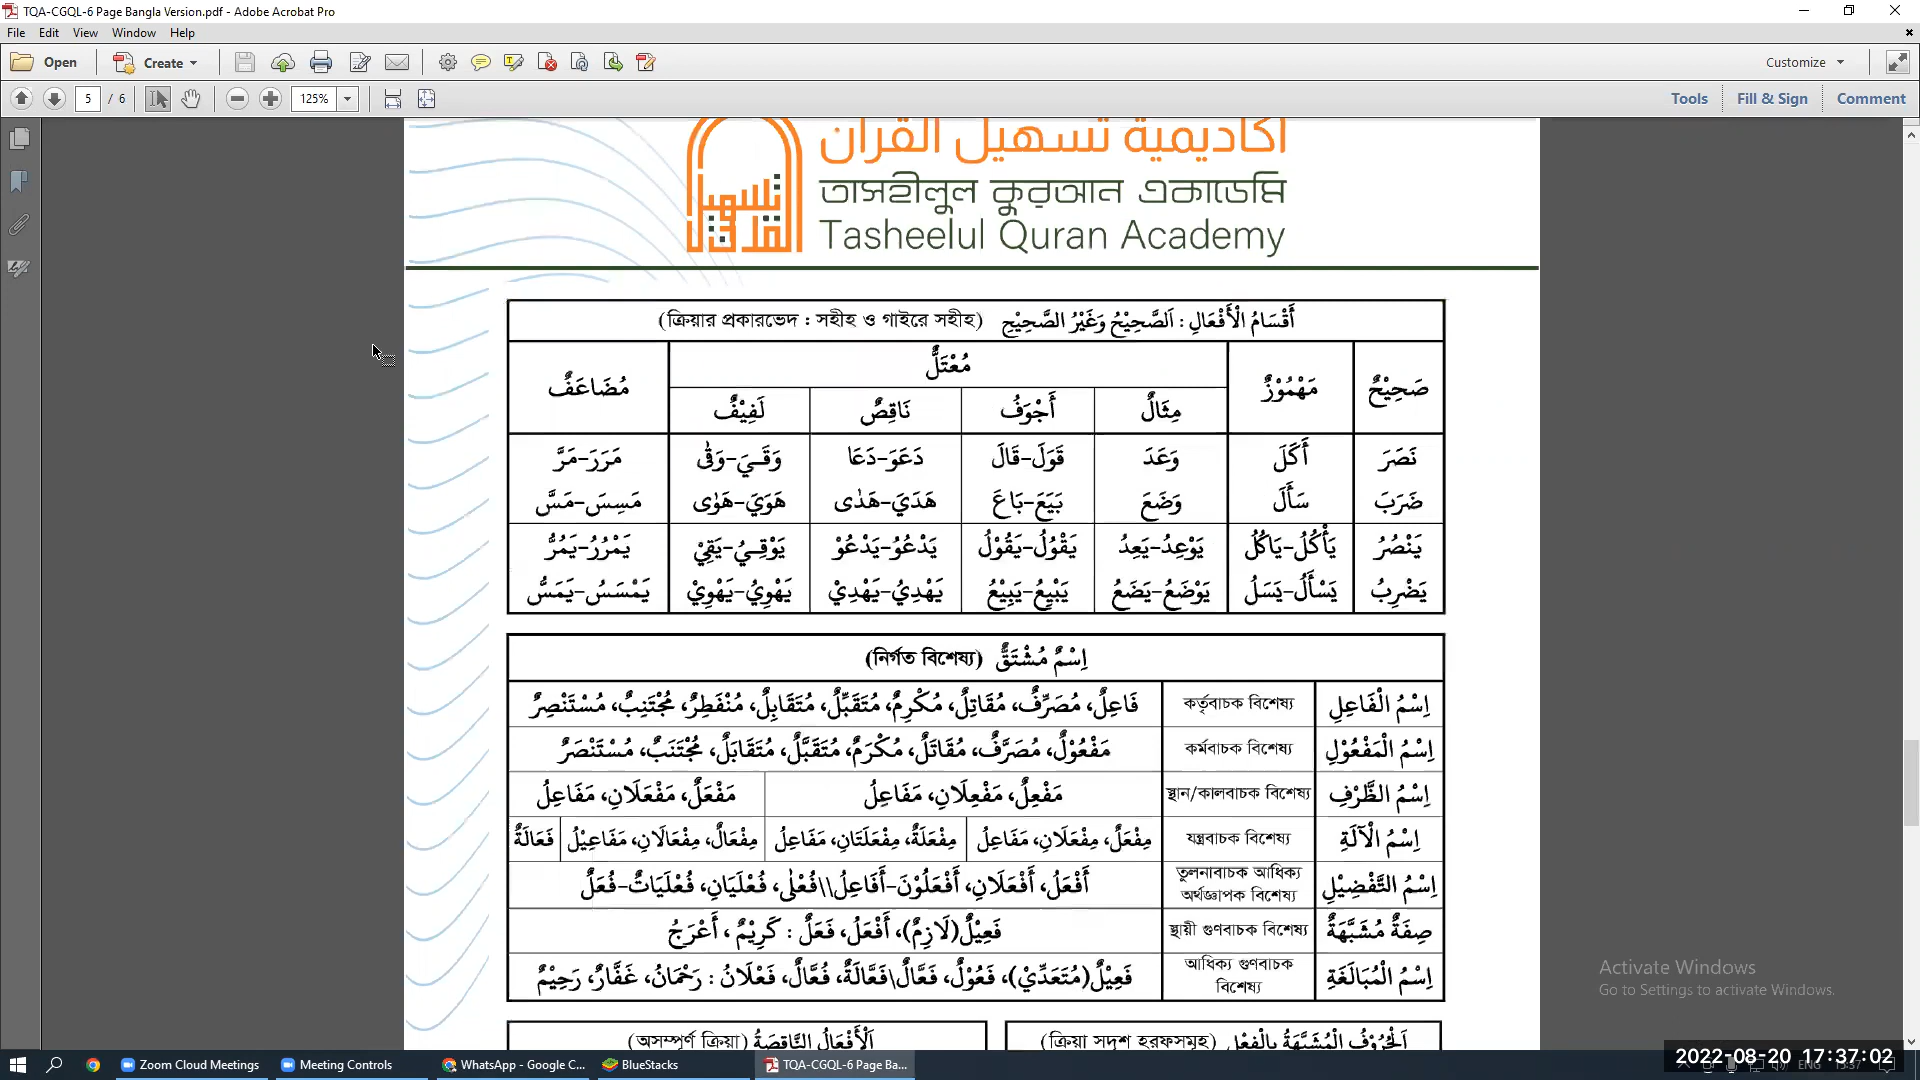 TQA-CGQL-6 Page Bangla Version.pdf - Adobe Acrobat Pro
File Edit View Window Help
Open Create Customize
5 / 6 125% Tools Fill & Sign Comment
أكاديمية تسهيل القرآن
তাসহীলুল কুরআন একাডেমি
Tasheelul Quran Academy
أَقْسَامُ الْأَفْعَالِ : اَلصَّحِيْحُ وَغَيْرُ الصَّحِيْحِ (ক্রিয়ার প্রকারভেদ : সহীহ ও গাইরে সহীহ)
صَحِيْحٌ مَهْمُوْزٌ مُعْتَلٌّ مُضَاعَفٌ
مِثَالٌ أَجْوَفُ نَاقِصٌ لَفِيْفٌ
نَصَرَ أَكَلَ وَعَدَ قَوَلَ-قَالَ دَعَوَ-دَعَا وَقَيَ-وَقٰى مَرَرَ-مَرَّ
ضَرَبَ سَأَلَ وَضَعَ بَيَعَ-بَاعَ هَدَيَ-هَدٰى هَوَيَ-هَوٰى مَسِسَ-مَسَّ
يَنْصُرُ يَأْكُلُ-يَاكُلُ يَوْعِدُ-يَعِدُ يَقْوُلُ-يَقُوْلُ يَدْعُوُ-يَدْعُوْ يَوْقِيُ-يَقِيْ يَمْرُرُ-يَمُرُّ
يَضْرِبُ يَسْأَلُ-يَسَلُ يَوْضَعُ-يَضَعُ يَبْيِعُ-يَبِيْعُ يَهْدِيُ-يَهْدِيْ يَهْوِيُ-يَهْوِيْ يَمْسَسُ-يَمَسُّ
اِسْمٌ مُشْتَقٌّ (নির্গত বিশেষ্য)
اِسْمُ الْفَاعِلِ কর্তৃবাচক বিশেষ্য فَاعِلٌ، مُصَرِّفٌ، مُقَاتِلٌ، مُكْرِمٌ، مُتَقَبِّلٌ، مُتَقَابِلٌ، مُنْفَطِرٌ، مُجْتَنِبٌ، مُسْتَنْصِرٌ
اِسْمُ الْمَفْعُوْلِ কর্মবাচক বিশেষ্য مَفْعُوْلٌ، مُصَرَّفٌ، مُقَاتَلٌ، مُكْرَمٌ، مُتَقَبَّلٌ، مُتَقَابَلٌ، مُجْتَنَبٌ، مُسْتَنْصَرٌ
اِسْمُ الظَّرْفِ স্থান/কালবাচক বিশেষ্য مَفْعِلٌ، مَفْعِلَانِ، مَفَاعِلُ مَفْعَلٌ، مَفْعَلَانِ، مَفَاعِلُ
اِسْمُ الْآلَةِ যন্ত্রবাচক বিশেষ্য مِفْعَلٌ، مِفْعَلَانِ، مَفَاعِلُ مِفْعَلَةٌ، مِفْعَلَتَانِ، مَفَاعِلُ مِفْعَالٌ، مِفْعَالَانِ، مَفَاعِيْلُ فَعَالَةٌ
اِسْمُ التَّفْضِيْلِ তুলনাবাচক আধিক্য অর্থজ্ঞাপক বিশেষ্য أَفْعَلُ، أَفْعَلَانِ، أَفْعَلُوْنَ-أَفَاعِلُ\\فُعْلٰى، فُعْلَيَانِ، فُعْلَيَاتٌ-فُعَلٌ
صِفَةٌ مُشَبَّهَةٌ স্থায়ী গুণবাচক বিশেষ্য فَعِيْلٌ(لَازِمٌ)، أَفْعَلُ، فَعَلٌ : كَرِيْمٌ ، أَعْرَجُ
اِسْمُ الْمُبَالَغَةِ আধিক্য গুণবাচক বিশেষ্য فَعِيْلٌ(مُتَعَدِّيْ)، فَعُوْلٌ، فَعَّالٌ\فَعَّالَةٌ، فُعَّالٌ، فَعْلَانُ : رَحْمَانُ، غَفَّارٌ، رَحِيْمٌ
اَلْحُرُوْفُ الْمُشَبَّهَةُ بِالْفِعْلِ (ক্রিয়া সদৃশ হরফসমূহ) اَلْأَفْعَالُ النَّاقِصَةُ (অসম্পূর্ণ ক্রিয়া)
Activate Windows
Go to Settings to activate Windows.
Zoom Cloud Meetings Meeting Controls WhatsApp - Google C... BlueStacks TQA-CGQL-6 Page Ba...
2022-08-20 17:37:02